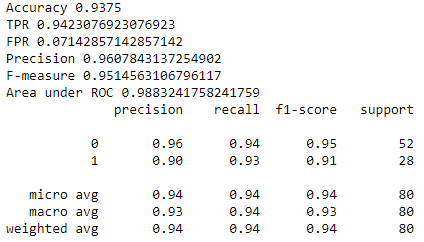 Accuracy 0.9375
TPR 0.9423076923076923
FPR 0.07142857142857142
Precision 0.9607843137254902
F-measure 0.9514563106796117
Area under ROC 0.9883241758241759
precision recall f1-score support
0 0.96 0.94 0.95 52
1 0.90 0.93 0.91 28
micro avg 0.94 0.94 0.94 80
macro avg 0.93 0.94 0.93 80
weighted avg 0.94 0.94 0.94 80